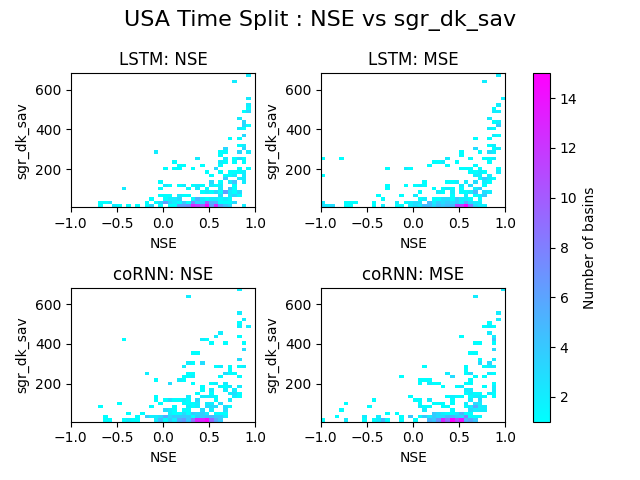 USA Time Split : NSE vs sgr_dk_sav
LSTM: NSE
LSTM: MSE
sgr_dk_sav
600
400
200
−1.0 −0.5 0.0 0.5 1.0
NSE
sgr_dk_sav
600
400
200
−1.0 −0.5 0.0 0.5 1.0
NSE
coRNN: NSE
coRNN: MSE
sgr_dk_sav
600
400
200
−1.0 −0.5 0.0 0.5 1.0
NSE
sgr_dk_sav
600
400
200
−1.0 −0.5 0.0 0.5 1.0
NSE
14
12
10
8
6
4
2
Number of basins